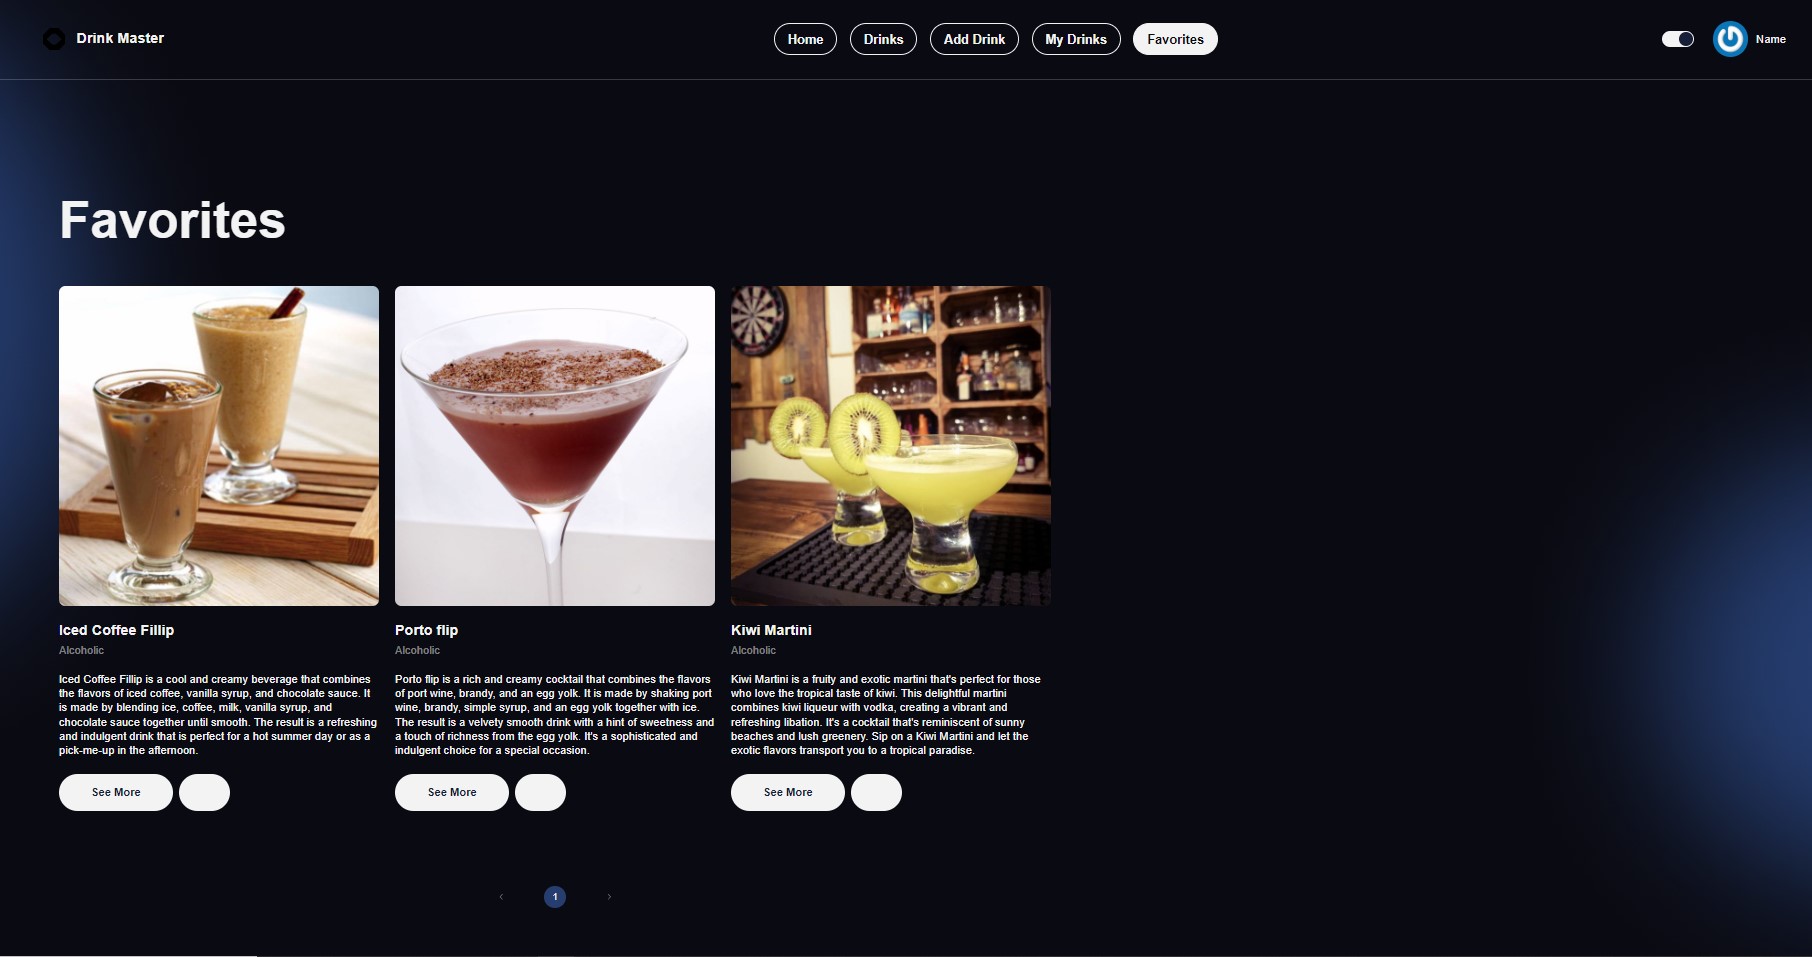 Drink Master
Home
Drinks
Add Drink
My Drinks
Favorites
Name
Favorites
Iced Coffee Fillip
Alcoholic
Iced Coffee Fillip is a cool and creamy beverage that combines
the flavors of iced coffee, vanilla syrup, and chocolate sauce. It
is made by blending ice, coffee, milk, vanilla syrup, and
chocolate sauce together until smooth. The result is a refreshing
and indulgent drink that is perfect for a hot summer day or as a
pick-me-up in the afternoon.
See More
Porto flip
Alcoholic
Porto flip is a rich and creamy cocktail that combines the flavors
of port wine, brandy, and an egg yolk. It is made by shaking port
wine, brandy, simple syrup, and an egg yolk together with ice.
The result is a velvety smooth drink with a hint of sweetness and
a touch of richness from the egg yolk. It's a sophisticated and
indulgent choice for a special occasion.
See More
Kiwi Martini
Alcoholic
Kiwi Martini is a fruity and exotic martini that's perfect for those
who love the tropical taste of kiwi. This delightful martini
combines kiwi liqueur with vodka, creating a vibrant and
refreshing libation. It's a cocktail that's reminiscent of sunny
beaches and lush greenery. Sip on a Kiwi Martini and let the
exotic flavors transport you to a tropical paradise.
See More
‹ 1 ›